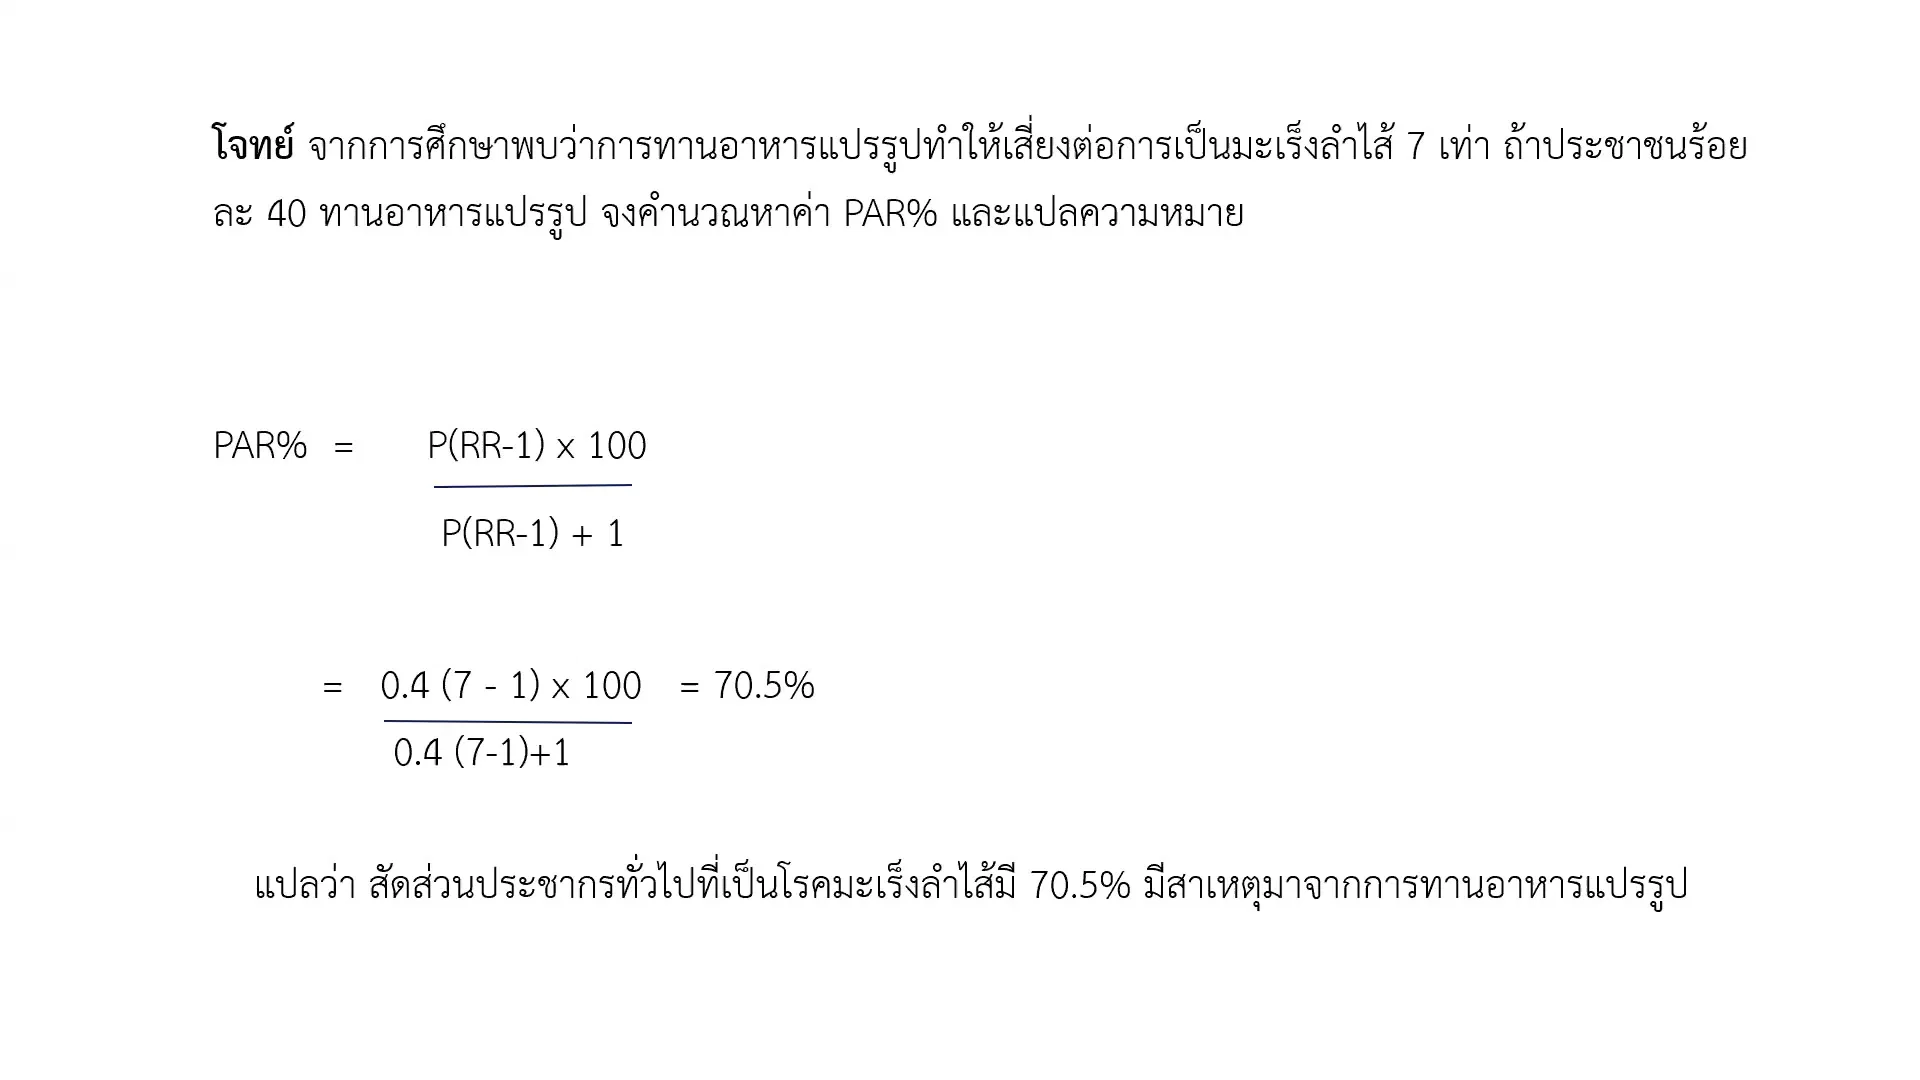 โจทย์ จากการศึกษาพบว่าการทานอาหารแปรรูปทำให้เสี่ยงต่อการเป็นมะเร็งลำไส้ 7 เท่า ถ้าประชาชนร้อย
ละ 40 ทานอาหารแปรรูป จงคำนวณหาค่า PAR% และแปลความหมาย
PAR% = P(RR-1) x 100
P(RR-1) + 1
= 0.4 (7 - 1) x 100 = 70.5%
0.4 (7-1)+1
แปลว่า สัดส่วนประชากรทั่วไปที่เป็นโรคมะเร็งลำไส้มี 70.5% มีสาเหตุมาจากการทานอาหารแปรรูป